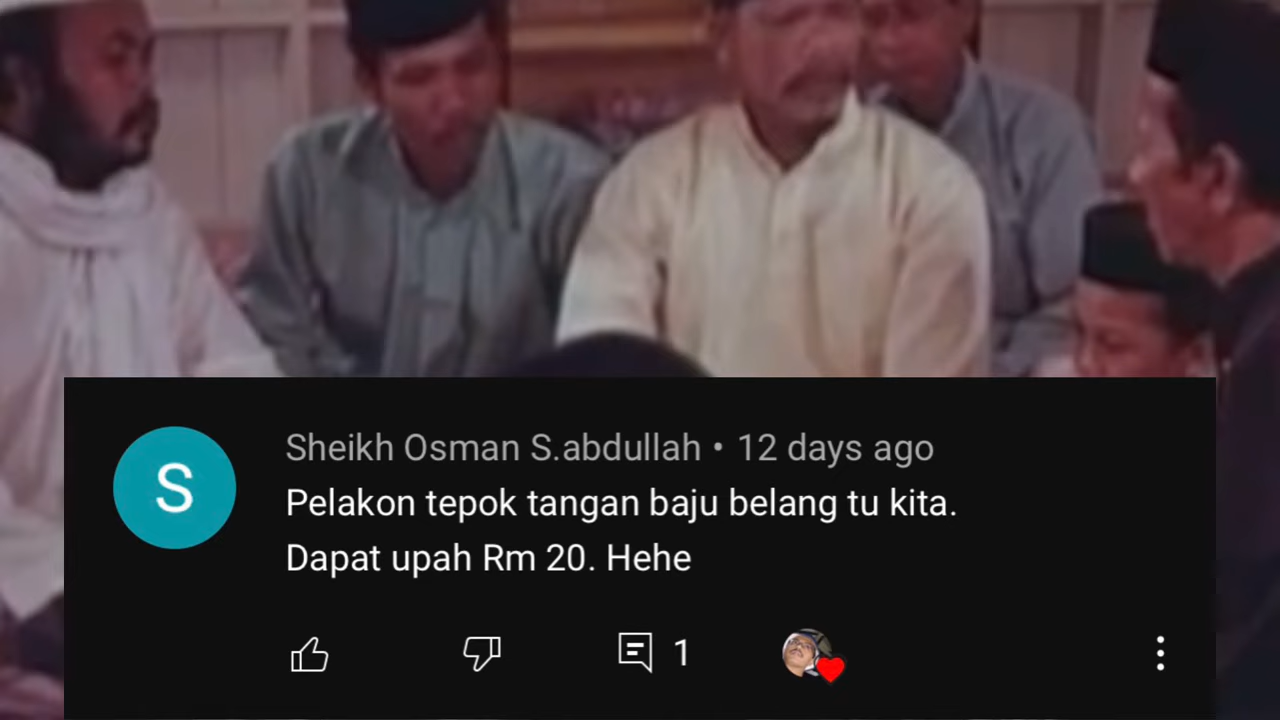 S
Sheikh Osman S.abdullah • 12 days ago
Pelakon tepok tangan baju belang tu kita.
Dapat upah Rm 20. Hehe
1